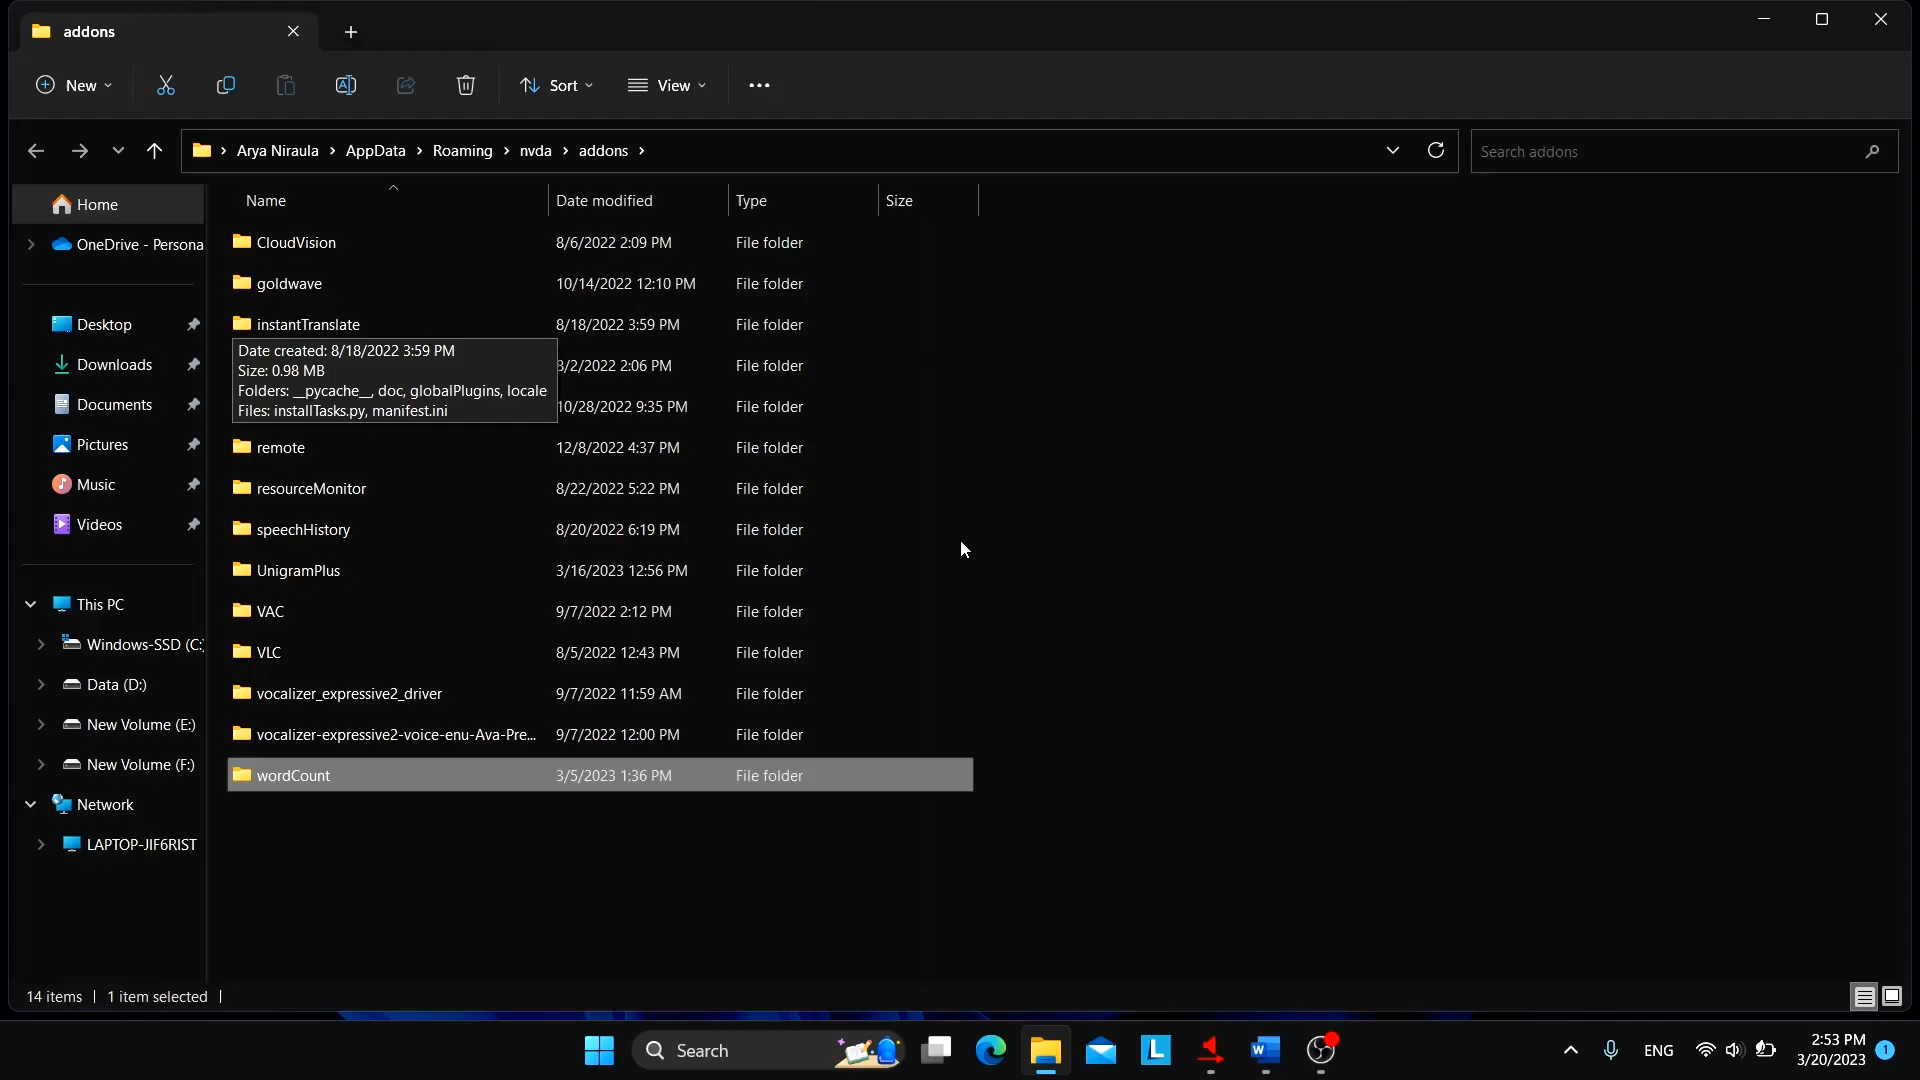 addons
New
Sort
View
Arya Niraula > AppData > Roaming > nvda > addons >
Search addons
Name
Date modified
Type
Size
Home
OneDrive - Persona
Desktop
Downloads
Documents
Pictures
Music
Videos
This PC
Windows-SSD (C:)
Data (D:)
New Volume (E:)
New Volume (F:)
Network
LAPTOP-JIF6RIST
CloudVision 8/6/2022 2:09 PM File folder
goldwave 10/14/2022 12:10 PM File folder
instantTranslate 8/18/2022 3:59 PM File folder
Date created: 8/18/2022 3:59 PM
Size: 0.98 MB
Folders: __pycache__, doc, globalPlugins, locale
Files: installTasks.py, manifest.ini
/2/2022 2:06 PM File folder
10/28/2022 9:35 PM File folder
remote 12/8/2022 4:37 PM File folder
resourceMonitor 8/22/2022 5:22 PM File folder
speechHistory 8/20/2022 6:19 PM File folder
UnigramPlus 3/16/2023 12:56 PM File folder
VAC 9/7/2022 2:12 PM File folder
VLC 8/5/2022 12:43 PM File folder
vocalizer_expressive2_driver 9/7/2022 11:59 AM File folder
vocalizer-expressive2-voice-enu-Ava-Pre... 9/7/2022 12:00 PM File folder
wordCount 3/5/2023 1:36 PM File folder
14 items | 1 item selected |
Search
L
W
ENG
2:53 PM
3/20/2023
1